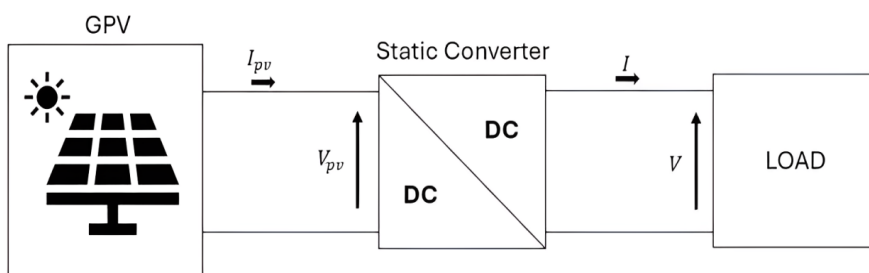 GPV
Static Converter
I_pv
I
V_pv
DC
DC
V
LOAD